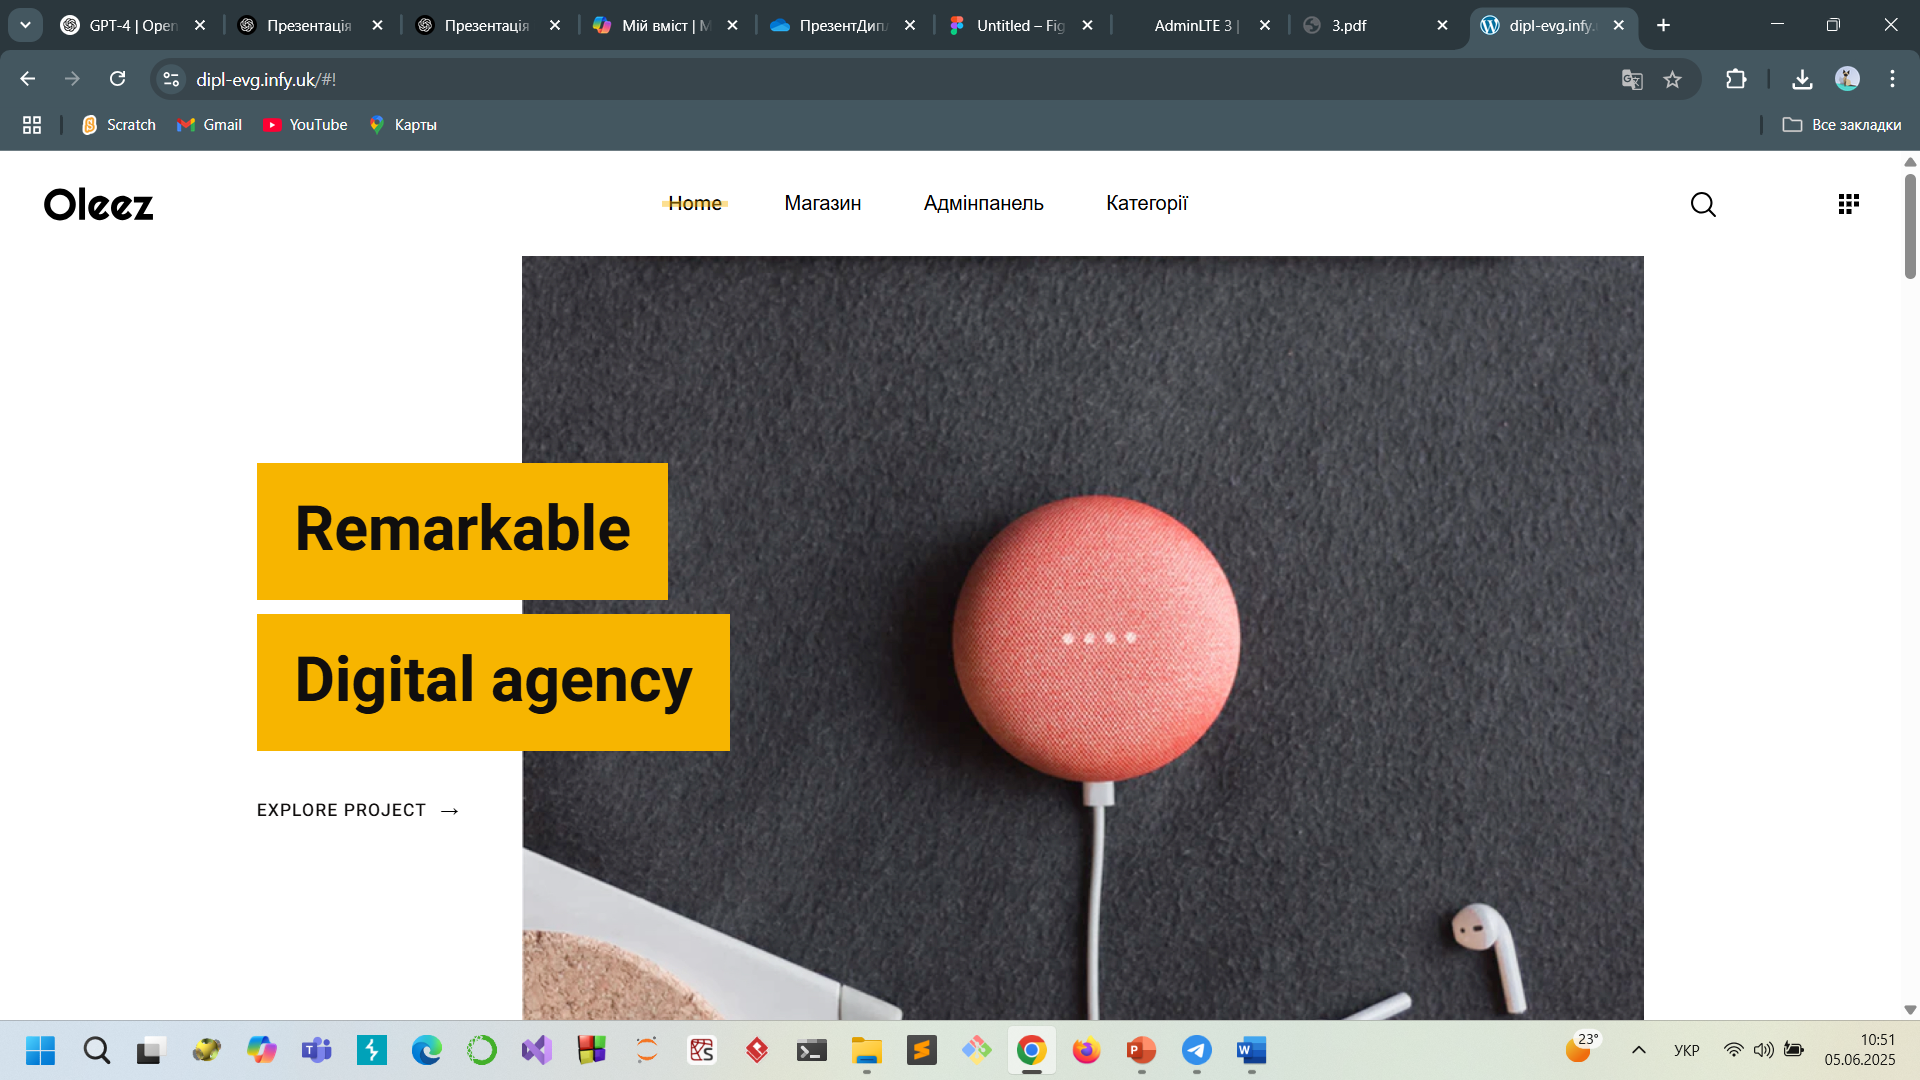 GPT-4 | Open
Презентація
Презентація
Мій вміст | M
ПрезентДипл
Untitled – Fig
AdminLTE 3 |
3.pdf
dipl-evg.infy.
dipl-evg.infy.uk/#!
Scratch
Gmail
YouTube
Карты
Все закладки
Oleez
Home
Магазин
Адмінпанель
Категорії
Remarkable
Digital agency
EXPLORE PROJECT →
23°
УКР
10:51
05.06.2025